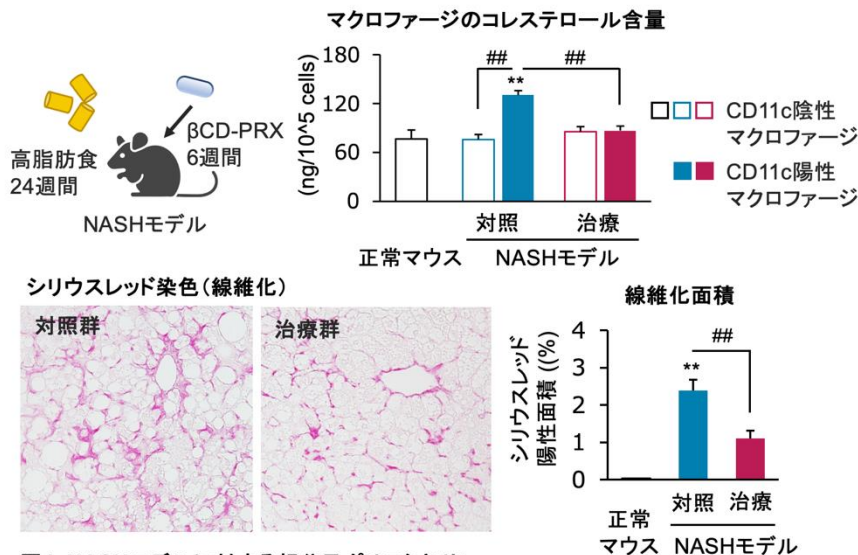 マクロファージのコレステロール含量
高脂肪食
24週間
βCD-PRX
6週間
NASHモデル
(ng/10^5 cells)
180
120
60
0
##
**
##
対照
治療
正常マウス
NASHモデル
CD11c陰性
マクロファージ
CD11c陽性
マクロファージ
シリウスレッド染色(線維化)
対照群
治療群
線維化面積
シリウスレッド
陽性面積 ((%)
4
3
2
1
0
**
##
対照
治療
正常
マウス
NASHモデル